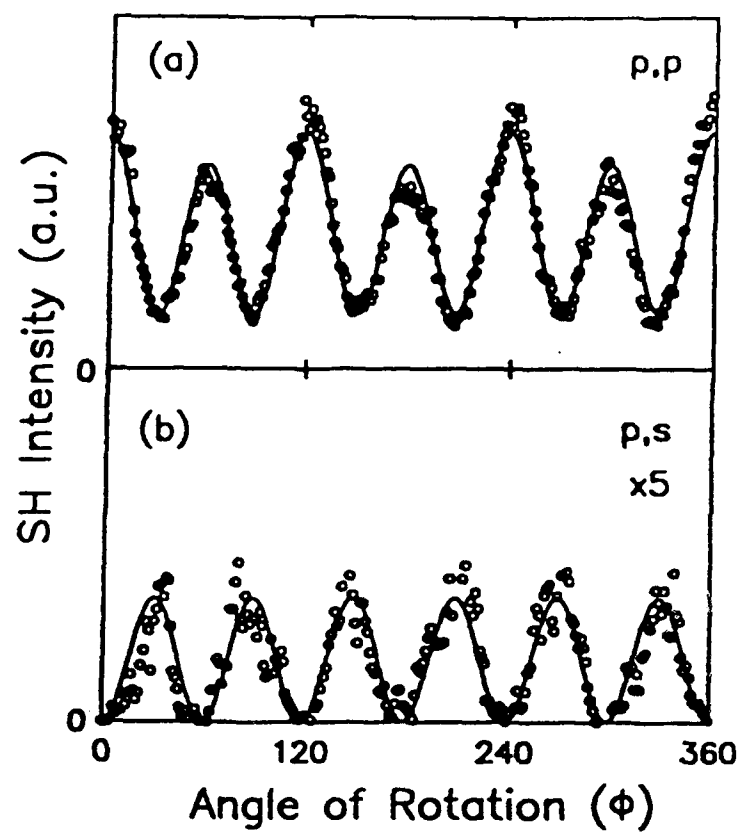 (a)
p,p
SH Intensity (a.u.)
0
(b)
p,s
x5
0
0 120 240 360
Angle of Rotation (Φ)